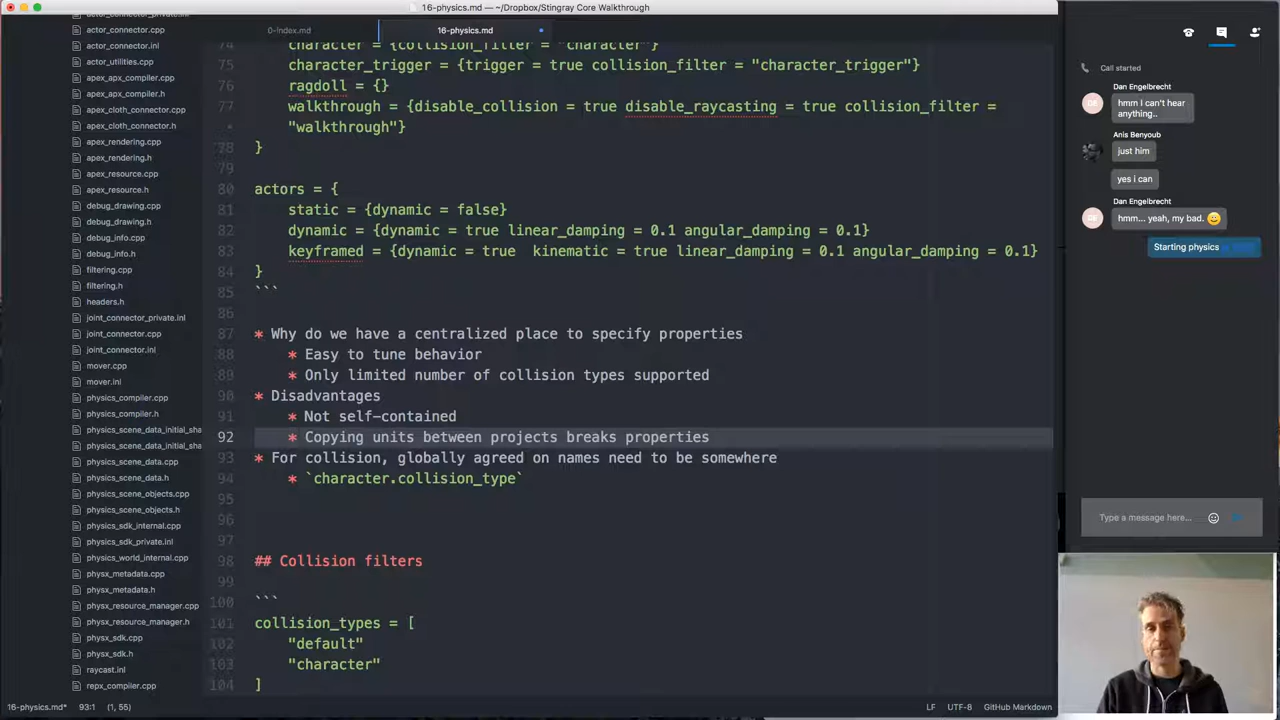 16-physics.md — ~/Dropbox/Stingray Core Walkthrough
0-index.md
16-physics.md
actor_connector.cpp
actor_connector.inl
actor_utilities.cpp
apex_apx_compiler.cpp
apex_apx_compiler.h
apex_cloth_connector.cpp
apex_cloth_connector.h
apex_rendering.cpp
apex_rendering.h
apex_resource.cpp
apex_resource.h
debug_drawing.cpp
debug_drawing.h
debug_info.cpp
debug_info.h
filtering.cpp
filtering.h
headers.h
joint_connector_private.inl
joint_connector.cpp
joint_connector.inl
mover.cpp
mover.inl
physics_compiler.cpp
physics_compiler.h
physics_scene_data_initial_sha
physics_scene_data_initial_sha
physics_scene_data.cpp
physics_scene_data.h
physics_scene_objects.cpp
physics_scene_objects.h
physics_sdk_internal.cpp
physics_sdk_private.inl
physics_world_internal.cpp
physx_metadata.cpp
physx_metadata.h
physx_resource_manager.cpp
physx_resource_manager.h
physx_sdk.cpp
physx_sdk.h
raycast.inl
repx_compiler.cpp
74 character = {collision_filter = "character"}
75 character_trigger = {trigger = true collision_filter = "character_trigger"}
76 ragdoll = {}
77 walkthrough = {disable_collision = true disable_raycasting = true collision_filter =
"walkthrough"}
78 }
79
80 actors = {
81 static = {dynamic = false}
82 dynamic = {dynamic = true linear_damping = 0.1 angular_damping = 0.1}
83 keyframed = {dynamic = true  kinematic = true linear_damping = 0.1 angular_damping = 0.1}
84 }
85 ```
86
87 * Why do we have a centralized place to specify properties
88 * Easy to tune behavior
89 * Only limited number of collision types supported
90 * Disadvantages
91 * Not self-contained
92 * Copying units between projects breaks properties
93 * For collision, globally agreed on names need to be somewhere
94 * `character.collision_type`
95
96
97
98 ## Collision filters
99
100 ```
101 collision_types = [
102 "default"
103 "character"
104 ]
16-physics.md* 93:1 (1, 55)
LF UTF-8 GitHub Markdown
Call started
Dan Engelbrecht
DE
hmm I can't hear
anything..
Anis Benyoub
just him
yes i can
Dan Engelbrecht
DE
hmm... yeah, my bad.
Starting physics
Type a message here...